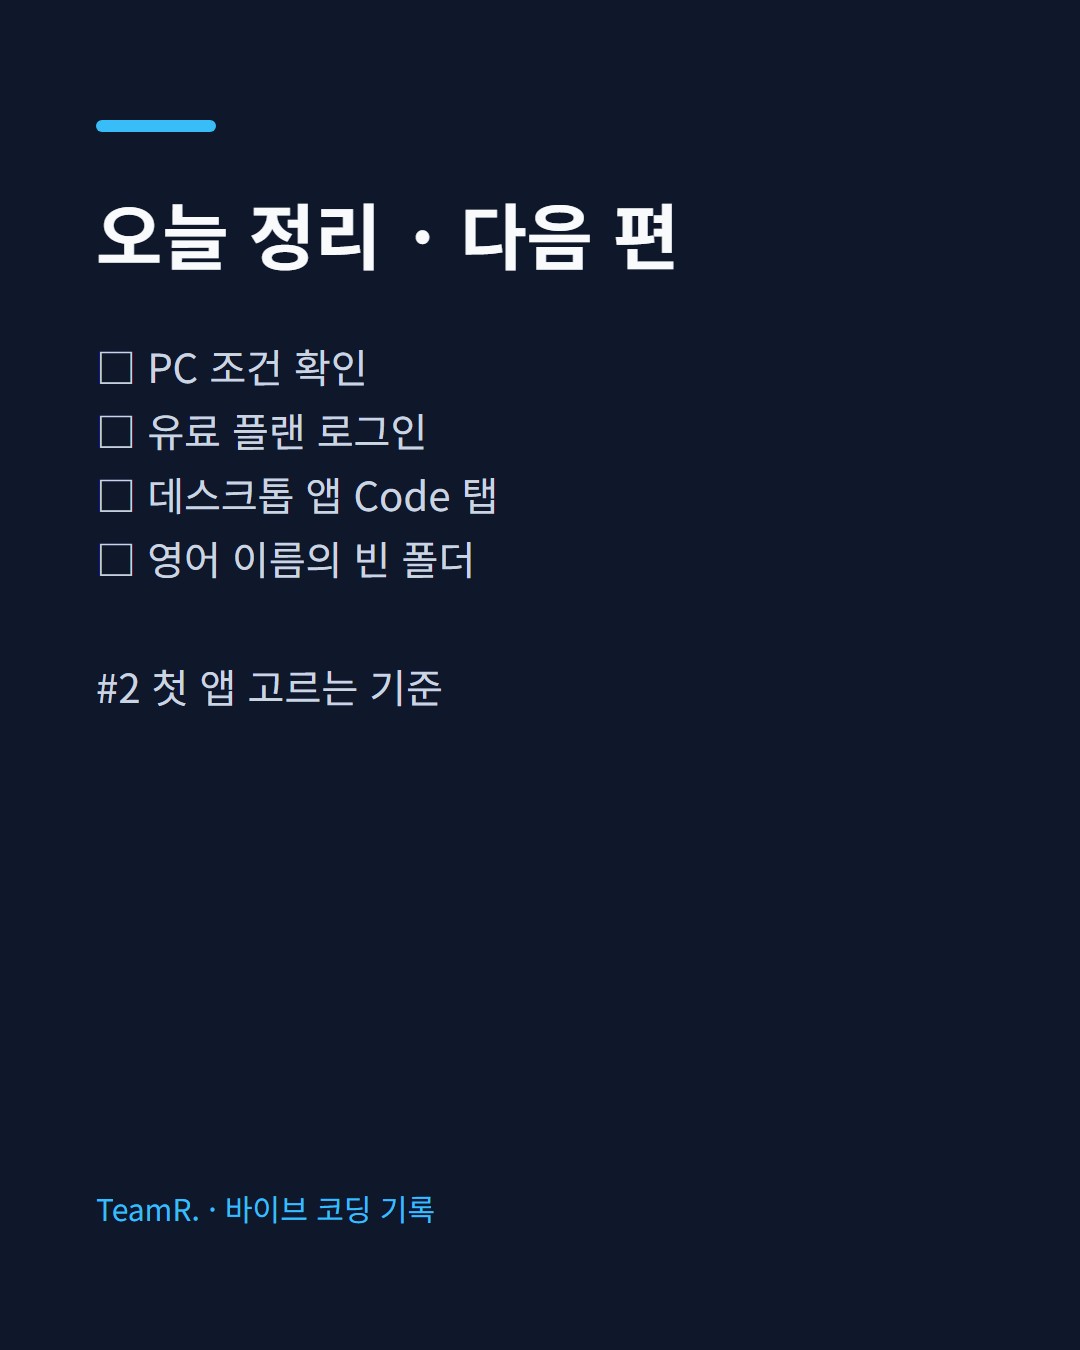 오늘 정리 · 다음 편
□ PC 조건 확인
□ 유료 플랜 로그인
□ 데스크톱 앱 Code 탭
□ 영어 이름의 빈 폴더
#2 첫 앱 고르는 기준
TeamR. · 바이브 코딩 기록